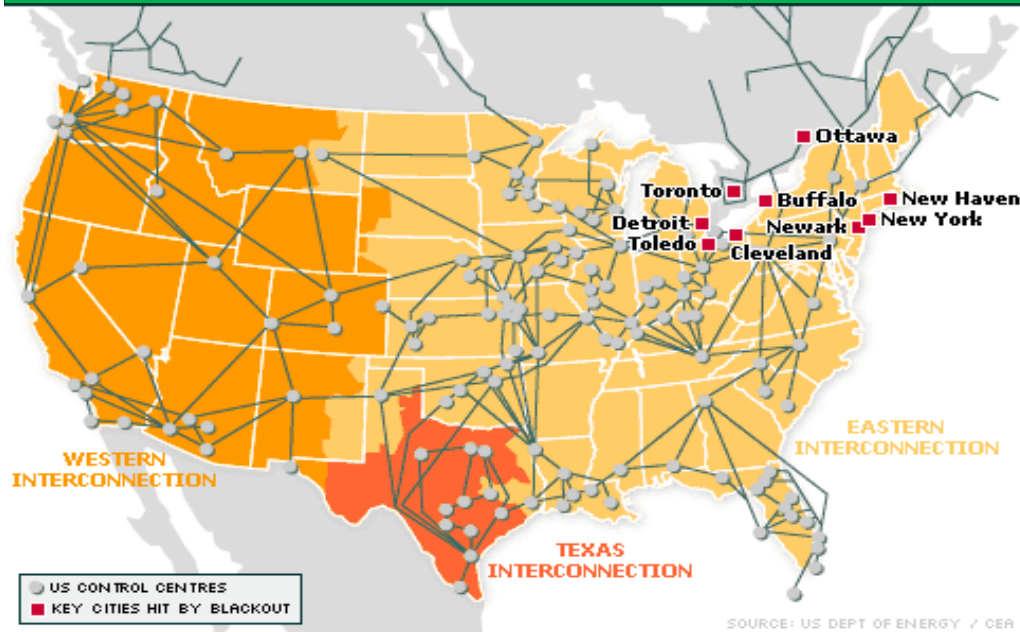 Ottawa
Toronto
Buffalo
New Haven
Detroit
Newark
New York
Toledo
Cleveland
WESTERN
INTERCONNECTION
EASTERN
INTERCONNECTION
TEXAS
INTERCONNECTION
US CONTROL CENTRES
KEY CITIES HIT BY BLACKOUT
SOURCE: US DEPT OF ENERGY / CEA